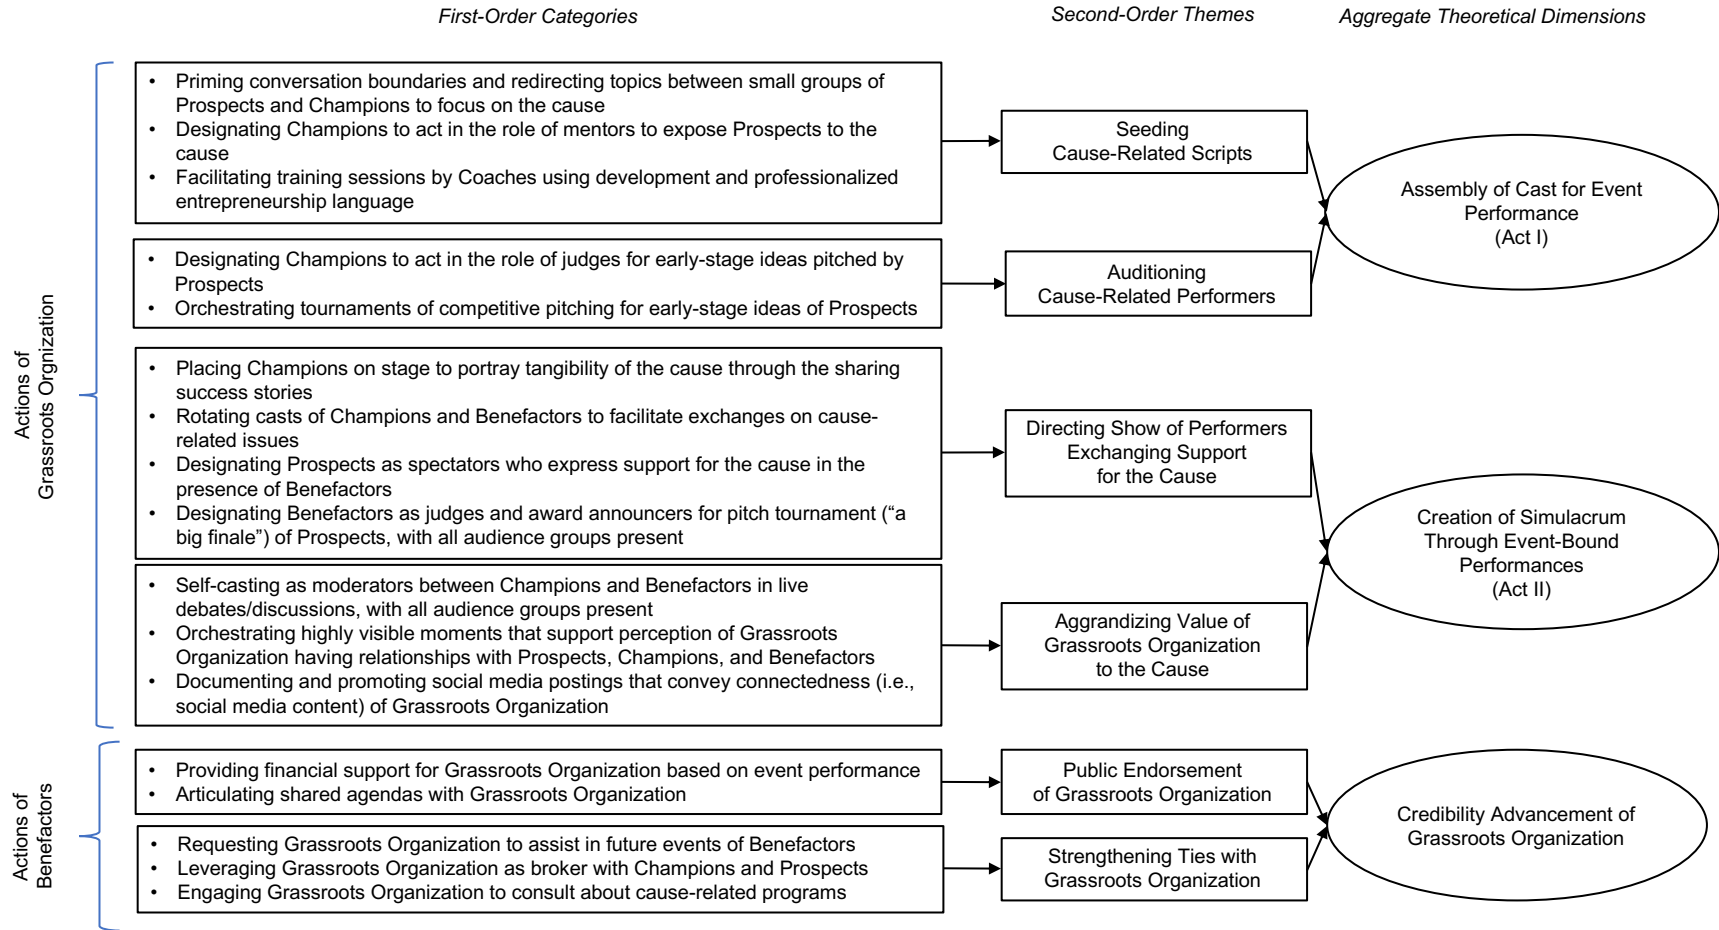 First-Order Categories
Second-Order Themes
Aggregate Theoretical Dimensions
Actions of
Grassroots Orgnization
• Priming conversation boundaries and redirecting topics between small groups of
Prospects and Champions to focus on the cause
• Designating Champions to act in the role of mentors to expose Prospects to the
cause
• Facilitating training sessions by Coaches using development and professionalized
entrepreneurship language
Seeding
Cause-Related Scripts
• Designating Champions to act in the role of judges for early-stage ideas pitched by
Prospects
• Orchestrating tournaments of competitive pitching for early-stage ideas of Prospects
Auditioning
Cause-Related Performers
Assembly of Cast for Event
Performance
(Act I)
• Placing Champions on stage to portray tangibility of the cause through the sharing
success stories
• Rotating casts of Champions and Benefactors to facilitate exchanges on cause-
related issues
• Designating Prospects as spectators who express support for the cause in the
presence of Benefactors
• Designating Benefactors as judges and award announcers for pitch tournament (“a
big finale”) of Prospects, with all audience groups present
Directing Show of Performers
Exchanging Support
for the Cause
• Self-casting as moderators between Champions and Benefactors in live
debates/discussions, with all audience groups present
• Orchestrating highly visible moments that support perception of Grassroots
Organization having relationships with Prospects, Champions, and Benefactors
• Documenting and promoting social media postings that convey connectedness (i.e.,
social media content) of Grassroots Organization
Aggrandizing Value of
Grassroots Organization
to the Cause
Creation of Simulacrum
Through Event-Bound
Performances
(Act II)
Actions of
Benefactors
• Providing financial support for Grassroots Organization based on event performance
• Articulating shared agendas with Grassroots Organization
Public Endorsement
of Grassroots Organization
• Requesting Grassroots Organization to assist in future events of Benefactors
• Leveraging Grassroots Organization as broker with Champions and Prospects
• Engaging Grassroots Organization to consult about cause-related programs
Strengthening Ties with
Grassroots Organization
Credibility Advancement of
Grassroots Organization